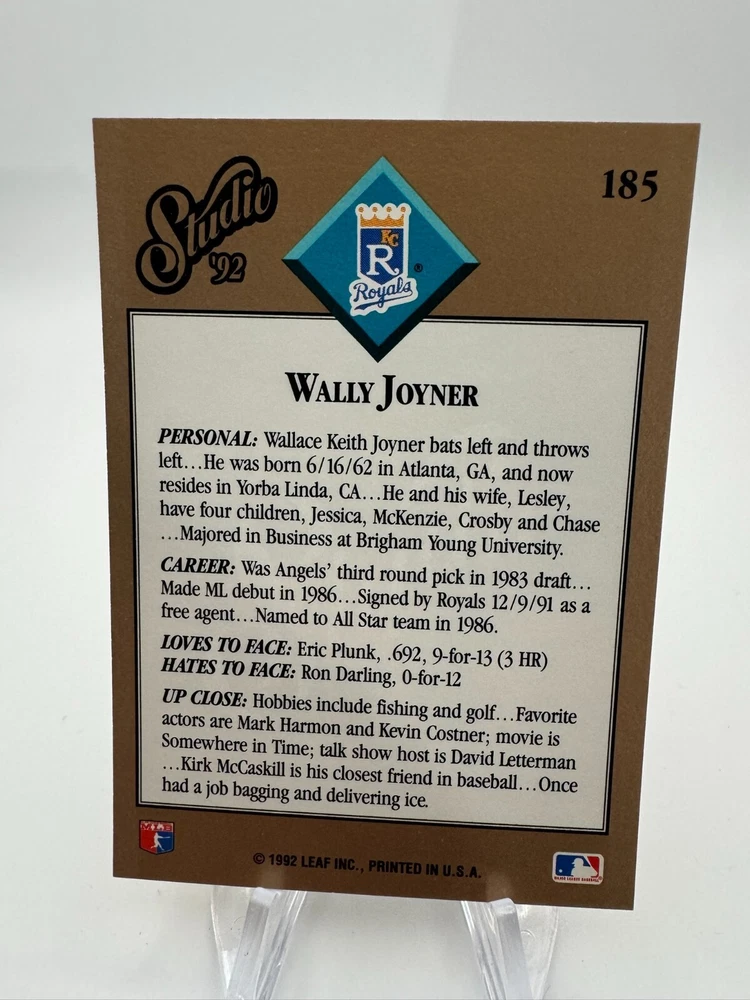 Studio
'92
185
KC
R
Royals
®
WALLY JOYNER
PERSONAL: Wallace Keith Joyner bats left and throws
left...He was born 6/16/62 in Atlanta, GA, and now
resides in Yorba Linda, CA...He and his wife, Lesley,
have four children, Jessica, McKenzie, Crosby and Chase
...Majored in Business at Brigham Young University.
CAREER: Was Angels' third round pick in 1983 draft...
Made ML debut in 1986...Signed by Royals 12/9/91 as a
free agent...Named to All Star team in 1986.
LOVES TO FACE: Eric Plunk, .692, 9-for-13 (3 HR)
HATES TO FACE: Ron Darling, 0-for-12
UP CLOSE: Hobbies include fishing and golf...Favorite
actors are Mark Harmon and Kevin Costner; movie is
Somewhere in Time; talk show host is David Letterman
...Kirk McCaskill is his closest friend in baseball...Once
had a job bagging and delivering ice.
MLB
© 1992 LEAF INC., PRINTED IN U.S.A.
MAJOR LEAGUE BASEBALL